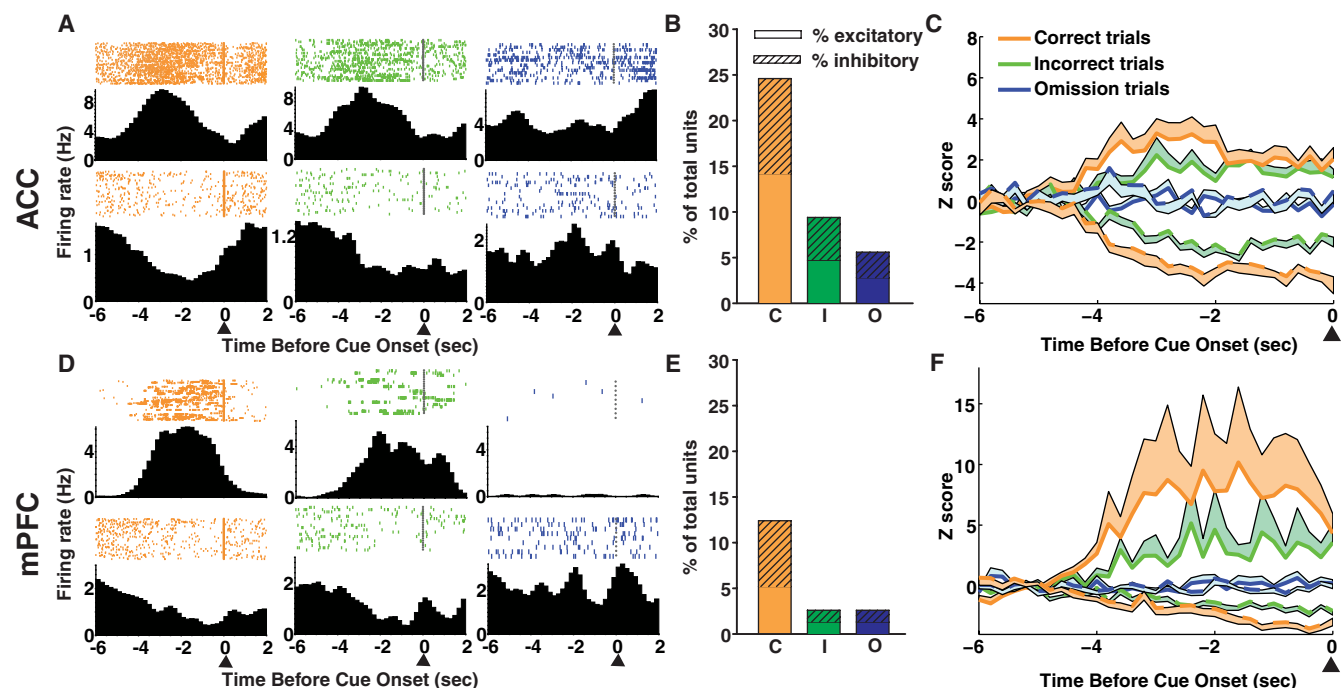 A
B
C
ACC
Firing rate (Hz)
8
4
0
8
4
0
8
4
0
1
0
1.2
0
2
0
-6 -4 -2 0 2
-6 -4 -2 0 2
-6 -4 -2 0 2
Time Before Cue Onset (sec)
% of total units
30
25
20
15
10
5
0
% excitatory
% inhibitory
C I O
Z score
8
6
4
2
0
−2
−4
Correct trials
Incorrect trials
Omission trials
−6 −4 −2 0
Time Before Cue Onset (sec)
D
E
F
mPFC
Firing rate (Hz)
4
0
4
0
4
0
2
0
2
0
2
0
-6 -4 -2 0 2
-6 -4 -2 0 2
-6 -4 -2 0 2
Time Before Cue Onset (sec)
% of total units
30
25
20
15
10
5
0
C I O
Z score
15
10
5
0
−6 −4 −2 0
Time Before Cue Onset (sec)